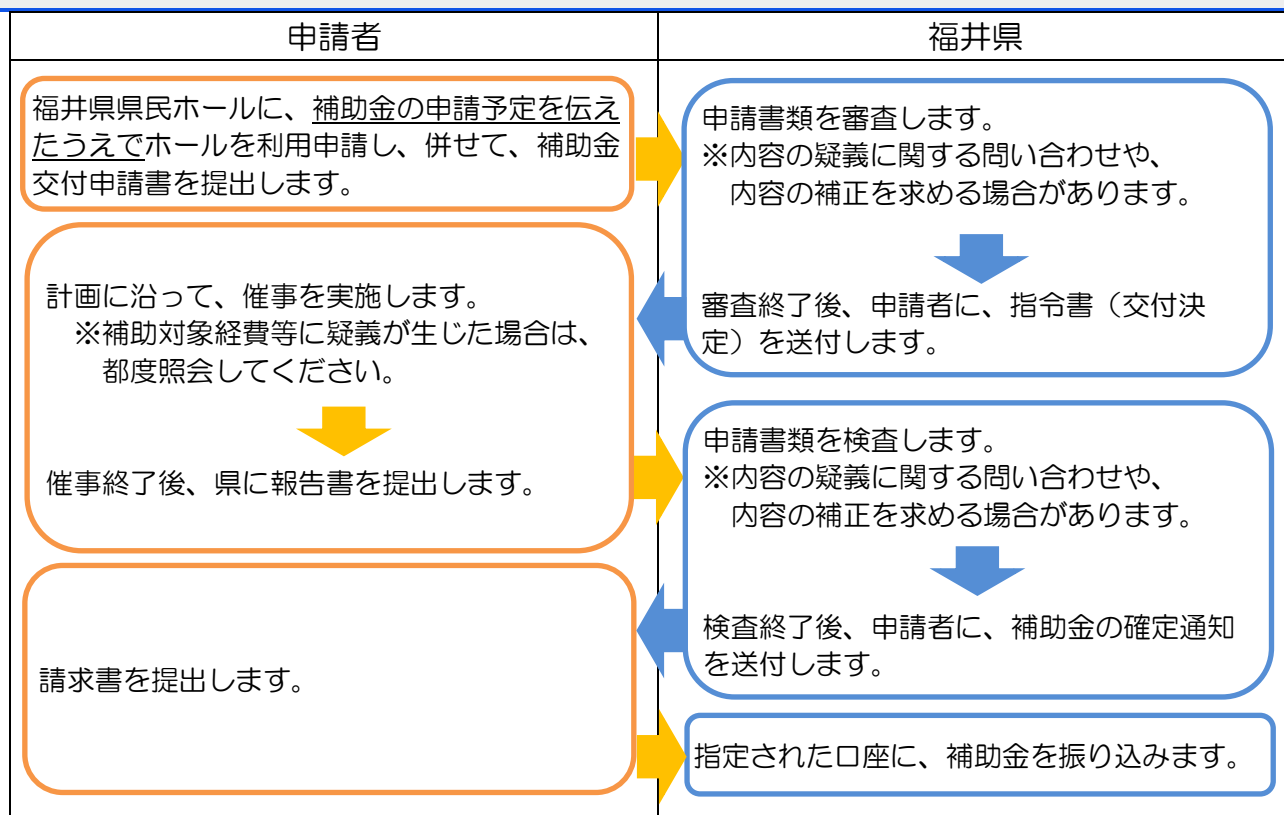 申請者
福井県
福井県県民ホールに、補助金の申請予定を伝え
たうえでホールを利用申請し、併せて、補助金
交付申請書を提出します。
申請書類を審査します。
※内容の疑義に関する問い合わせや、
内容の補正を求める場合があります。
審査終了後、申請者に、指令書（交付決
定）を送付します。
計画に沿って、催事を実施します。
※補助対象経費等に疑義が生じた場合は、
都度照会してください。
催事終了後、県に報告書を提出します。
申請書類を検査します。
※内容の疑義に関する問い合わせや、
内容の補正を求める場合があります。
検査終了後、申請者に、補助金の確定通知
を送付します。
請求書を提出します。
指定された口座に、補助金を振り込みます。